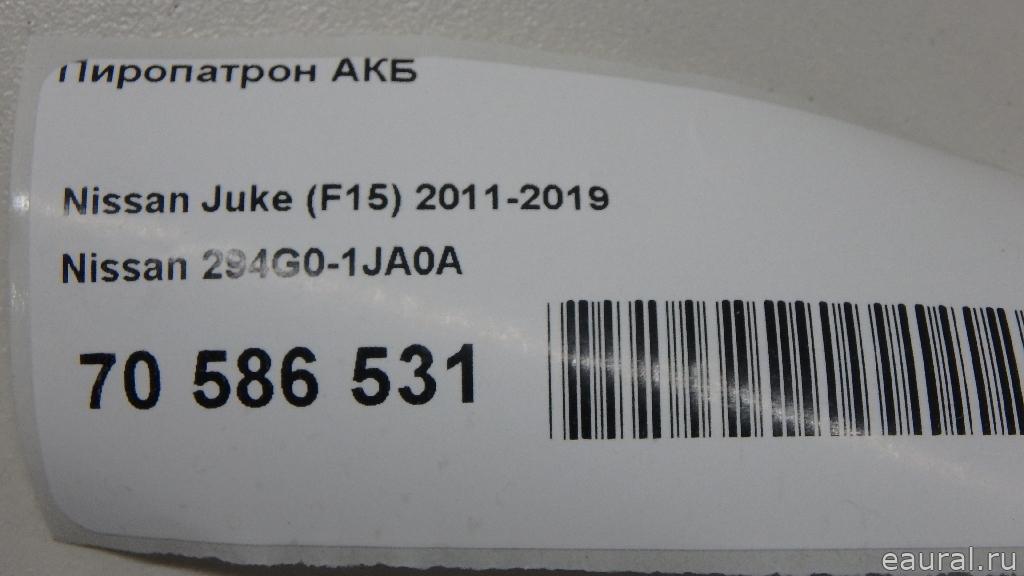 Пиропатрон АКБ
Nissan Juke (F15) 2011-2019
Nissan 294G0-1JA0A
70 586 531
eaural.ru